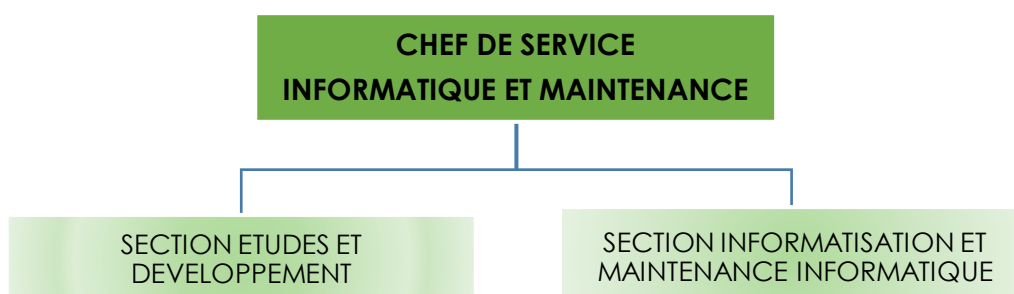 CHEF DE SERVICE
INFORMATIQUE ET MAINTENANCE
SECTION ETUDES ET
DEVELOPPEMENT
SECTION INFORMATISATION ET
MAINTENANCE INFORMATIQUE